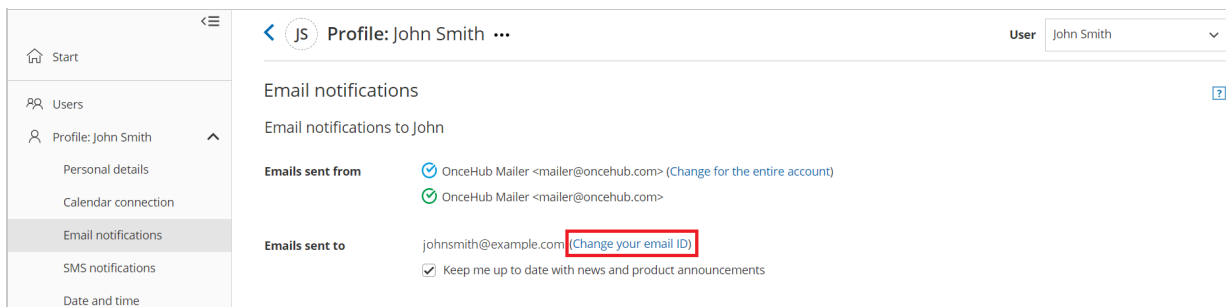 JS Profile: John Smith •••
User John Smith
Start
Users
Profile: John Smith
Personal details
Calendar connection
Email notifications
SMS notifications
Date and time
Email notifications
?
Email notifications to John
Emails sent from OnceHub Mailer <mailer@oncehub.com> (Change for the entire account)
OnceHub Mailer <mailer@oncehub.com>
Emails sent to johnsmith@example.com (Change your email ID)
Keep me up to date with news and product announcements